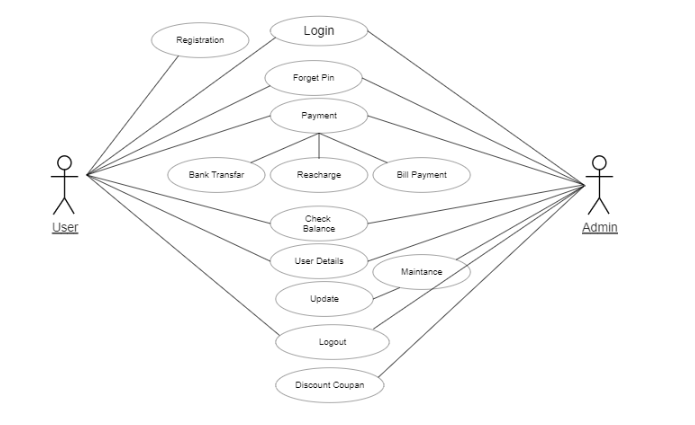 Login
Registration
Forget Pin
Payment
Bank Transfar
Reacharge
Bill Payment
Check
Balance
User
Admin
User Details
Maintance
Update
Logout
Discount Coupan